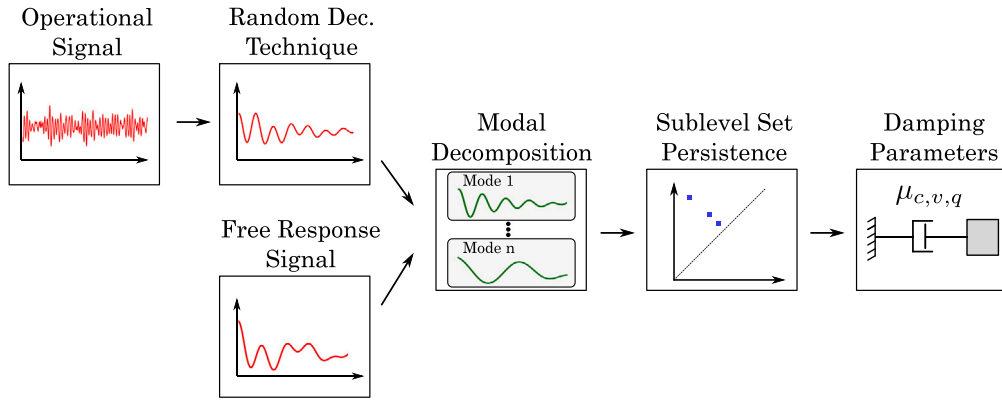 Operational
Signal
Random Dec.
Technique
Free Response
Signal
Modal
Decomposition
Mode 1
Mode n
Sublevel Set
Persistence
Damping
Parameters
μc,v,q